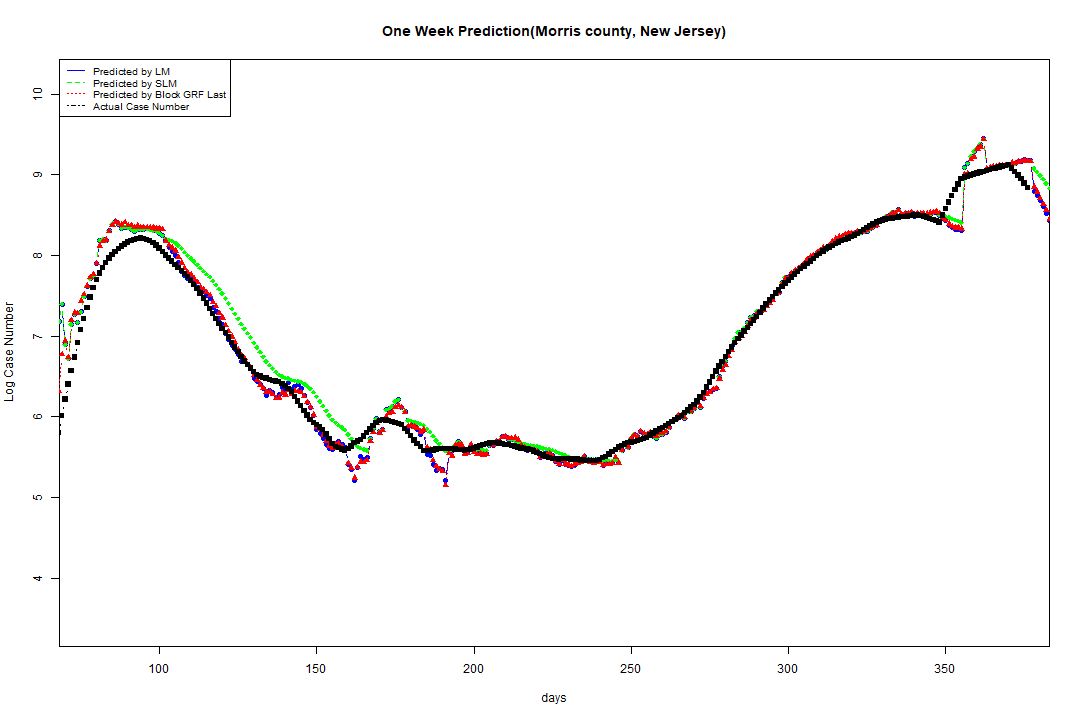 One Week Prediction(Morris county, New Jersey)
Predicted by LM
Predicted by SLM
Predicted by Block GRF Last
Actual Case Number
10
9
8
7
6
5
4
Log Case Number
100 150 200 250 300 350
days